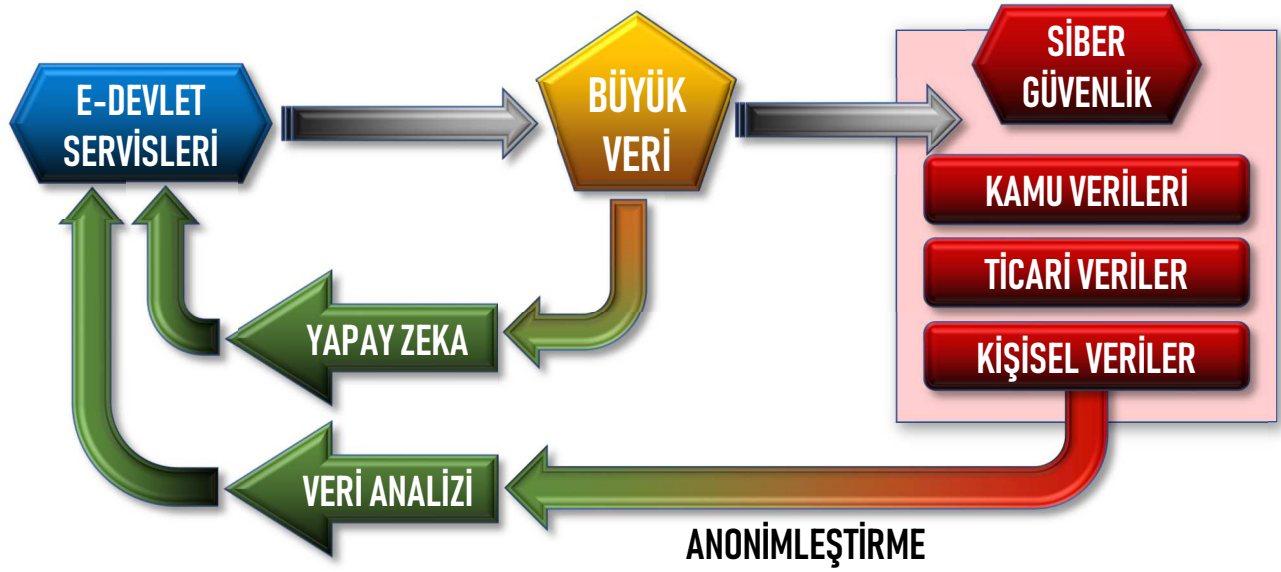 E-DEVLET
SERVİSLERİ
BÜYÜK
VERİ
SİBER
GÜVENLİK
KAMU VERİLERİ
TİCARİ VERİLER
KİŞİSEL VERİLER
YAPAY ZEKA
VERİ ANALİZİ
ANONİMLEŞTİRME